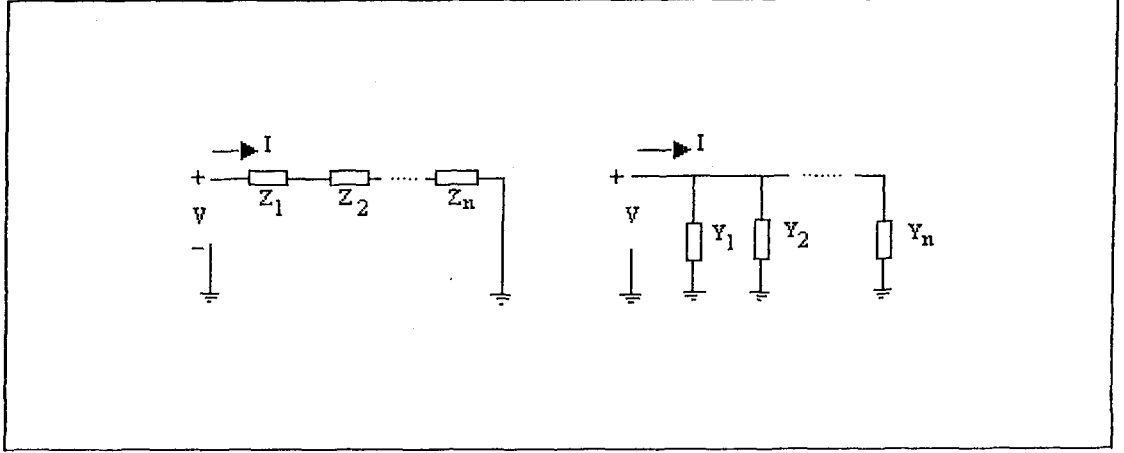 I
+ Z1 Z2 ..... Zn
V
-
I
+ ......
V Y1 Y2 Yn